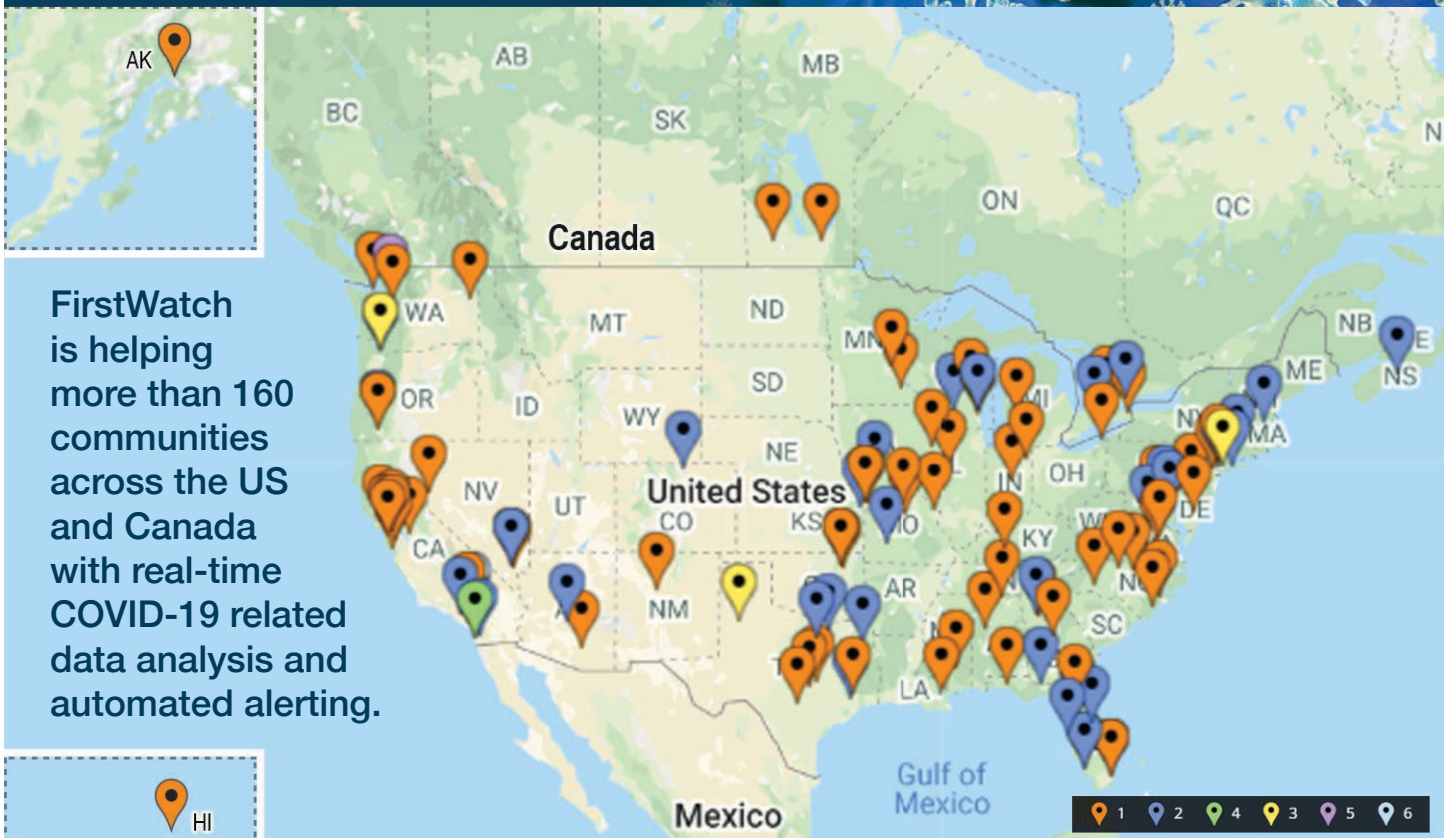 AK
AB
MB
BC
SK
N
ON
QC
Canada
FirstWatch
is helping
more than 160
communities
across the US
and Canada
with real-time
COVID-19 related
data analysis and
automated alerting.
WA
MT
ND
MN
NB
E
ME
NS
OR
ID
SD
WY
MI
NY
MA
NE
IN
OH
NV
UT
United States
CO
KS
MO
DE
CA
KY
NM
AR
SC
LA
Gulf of
Mexico
Mexico
HI
1 2 4 3 5 6